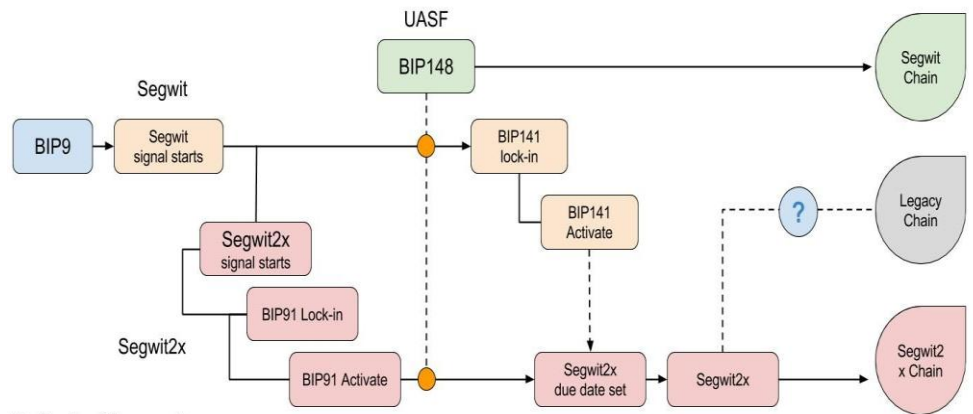 UASF
BIP148
Segwit
Chain
Segwit
BIP9
Segwit
signal starts
BIP141
lock-in
BIP141
Activate
?
Legacy
Chain
Segwit2x
signal starts
BIP91 Lock-in
Segwit2x
BIP91 Activate
Segwit2x
due date set
Segwit2x
Segwit2
x Chain